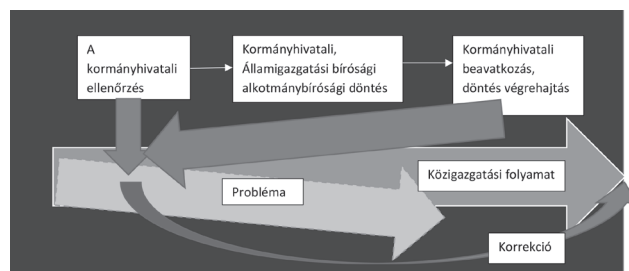 A
kormányhivatali
ellenőrzés
Kormányhivatali,
Államigazgatási bírósági
alkotmánybírósági döntés
Kormányhivatali
beavatkozás,
döntés végrehajtás
Közigazgatási folyamat
Probléma
Korrekció